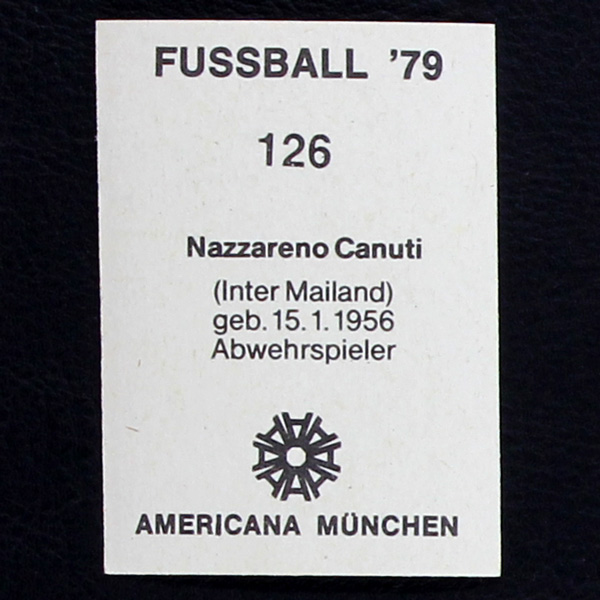 FUSSBALL '79
126
Nazzareno Canuti
(Inter Mailand)
geb. 15. 1. 1956
Abwehrspieler
AMERICANA MÜNCHEN